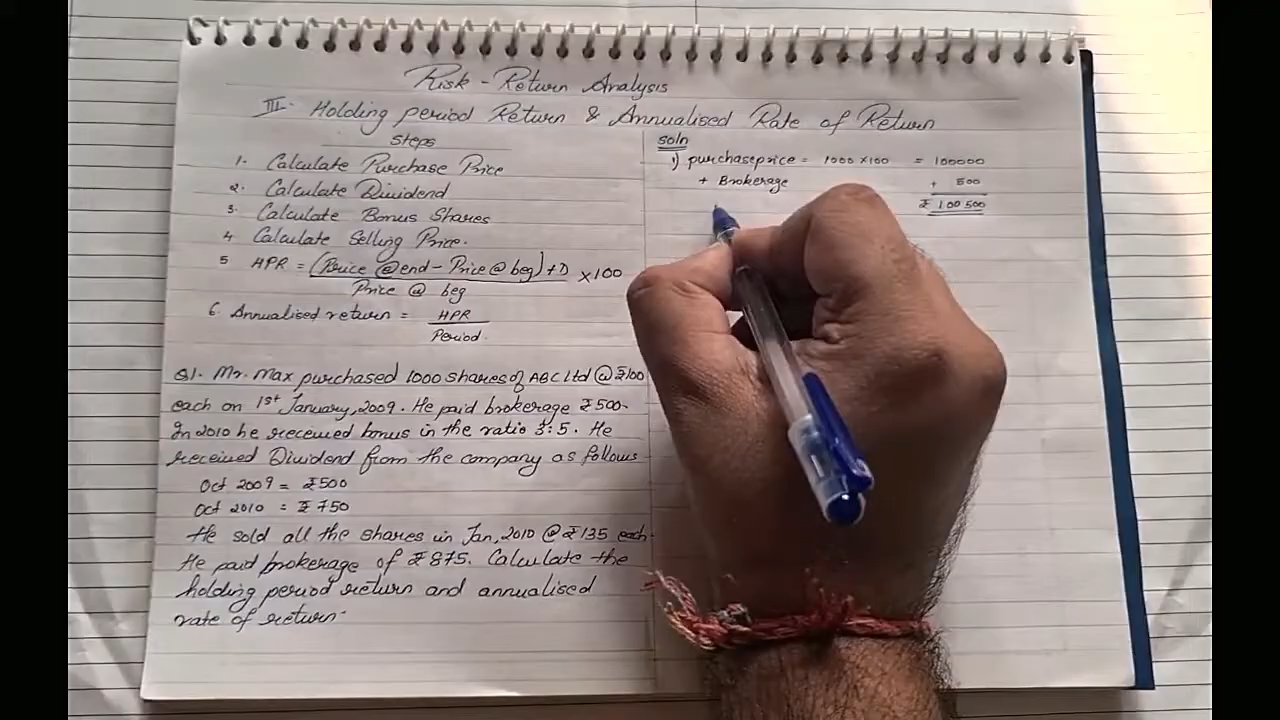 Risk - Return Analysis
III. Holding period Return & Annualised Rate of Return
Steps
1. Calculate Purchase Price
2. Calculate Dividend
3. Calculate Bonus Shares
4 Calculate Selling Price.
5 HPR = (Price @ end - Price @ beg) + D × 100
Price @ beg
6. Annualised return = HPR
Period.
Q1. Mr. Max purchased 1000 shares of ABC ltd @ ₹100
each on 1st January, 2009. He paid brokerage ₹500.
In 2010 he received bonus in the ratio 3:5. He
received Dividend from the company as follows
Oct 2009 = ₹500
Oct 2010 = ₹750
He sold all the shares in Jan, 2010 @ ₹135 each.
He paid brokerage of ₹875. Calculate the
holding period return and annualised
rate of return.
Soln
1) purchase price = 1000 × 100 = 100000
+ Brokerage + 500
₹ 100 500